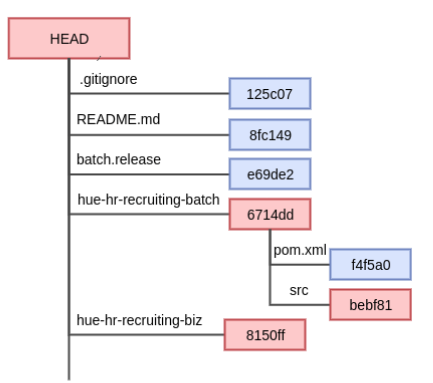 HEAD
.gitignore
125c07
README.md
8fc149
batch.release
e69de2
hue-hr-recruiting-batch
6714dd
pom.xml
f4f5a0
src
bebf81
hue-hr-recruiting-biz
8150ff